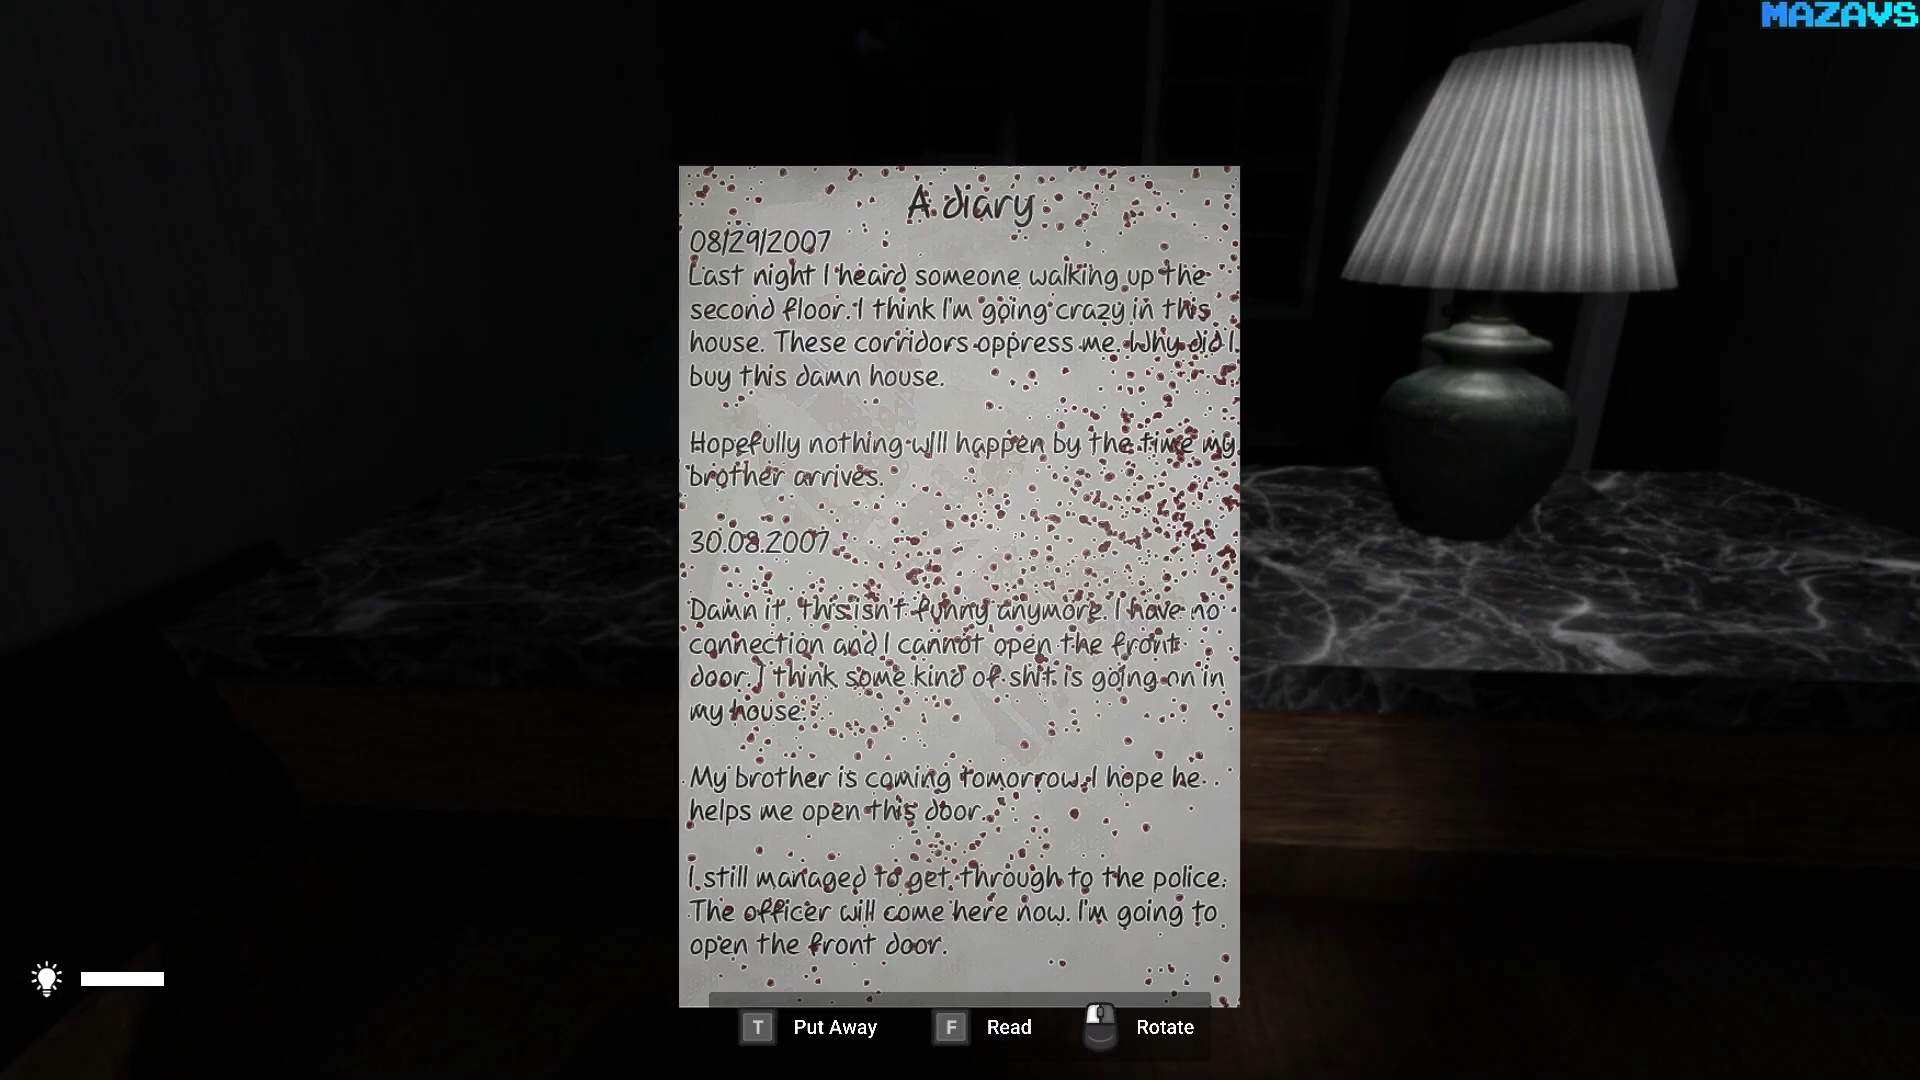 MAZAVS
A diary
08/29/2007
Last night I heard someone walking up the
second floor. I think I'm going crazy in this
house. These corridors oppress me. Why did I
buy this damn house.
Hopefully nothing will happen by the time my
brother arrives.
30.08.2007
Damn it, this isn't funny anymore. I have no
connection and I cannot open the front
door. I think some kind of shit is going on in
my house.
My brother is coming tomorrow. I hope he
helps me open this door.
I still managed to get through to the police.
The officer will come here now. I'm going to
open the front door.
T Put Away F Read Rotate